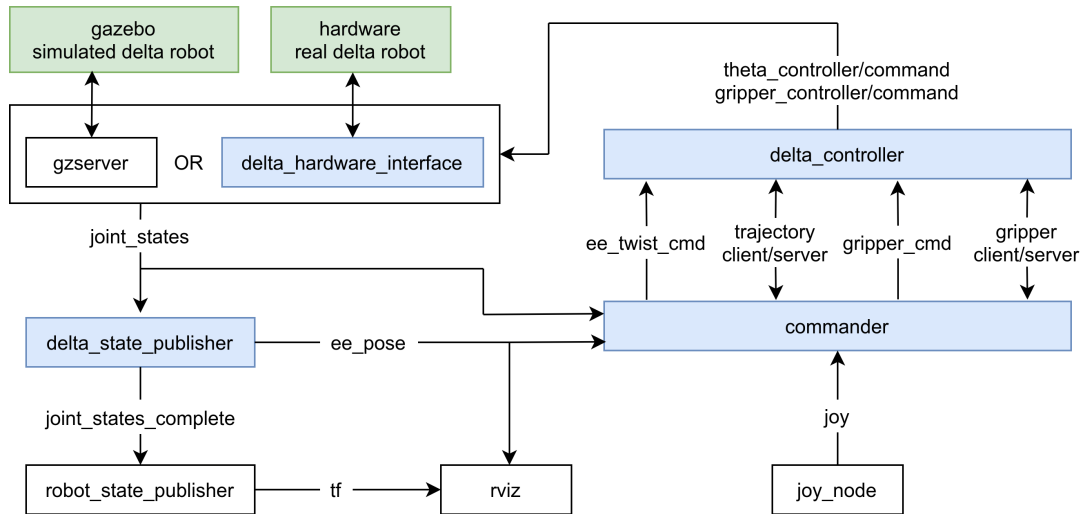 gazebo
simulated delta robot
hardware
real delta robot
theta_controller/command
gripper_controller/command
gzserver
OR
delta_hardware_interface
delta_controller
joint_states
ee_twist_cmd
trajectory
client/server
gripper_cmd
gripper
client/server
delta_state_publisher
ee_pose
commander
joint_states_complete
joy
robot_state_publisher
tf
rviz
joy_node